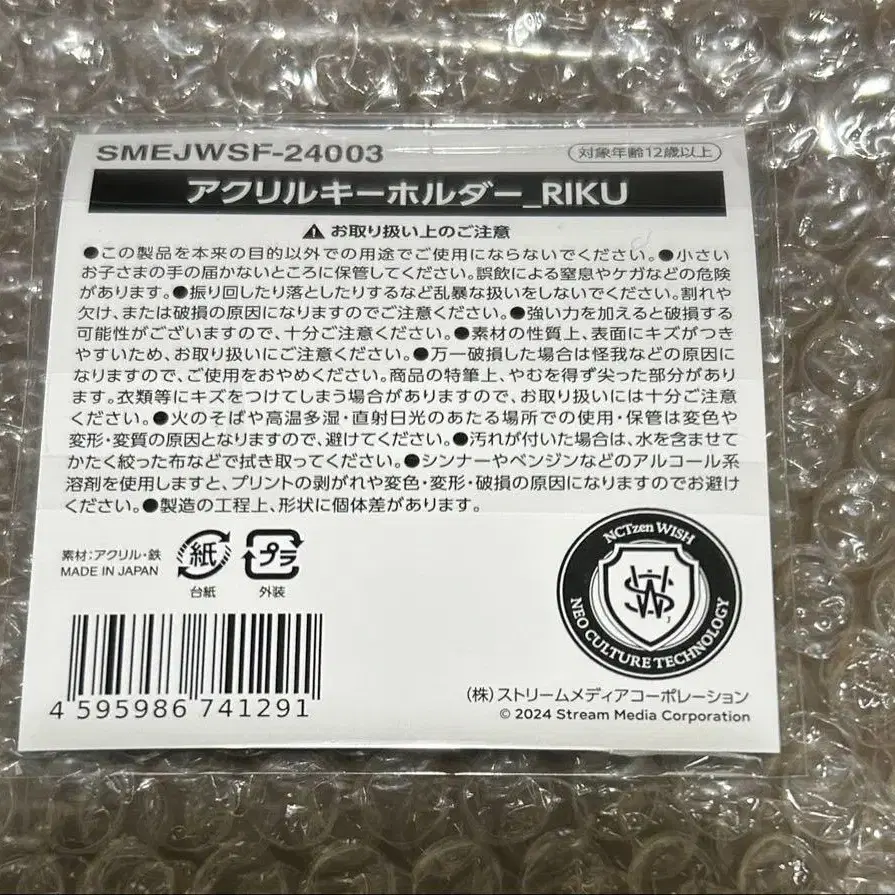 SMEJWSF-24003
対象年齢12歳以上
アクリルキーホルダー_RIKU
お取り扱い上のご注意
●この製品を本来の目的以外での用途でご使用にならないでください。●小さい
お子さまの手の届かないところに保管してください。誤飲による窒息やケガなどの危険
があります。●振り回したり落としたりするなど乱暴な扱いをしないでください。割れや
欠け、または破損の原因になりますのでご注意ください。●強い力を加えると破損する
可能性がございますので、十分ご注意ください。●素材の性質上、表面にキズがつき
やすいため、お取り扱いにご注意ください。●万一破損した場合は怪我などの原因に
なりますので、ご使用をおやめください。商品の特筆上、やむを得ず尖った部分があり
ます。衣類等にキズをつけてしまう場合がありますので、お取り扱いには十分ご注意
ください。●火のそばや高温多湿・直射日光のあたる場所での使用・保管は変色や
変形・変質の原因となりますので、避けてください。●汚れが付いた場合は、水を含ませて
かたく絞った布などで拭き取ってください。●シンナーやベンジンなどのアルコール系
溶剤を使用しますと、プリントの剥がれや変色・変形・破損の原因になりますのでお避け
ください。●製造の工程上、形状に個体差があります。
素材:アクリル・鉄
MADE IN JAPAN
紙
台紙
プラ
外装
NCTzen WISH
NEO CULTURE TECHNOLOGY
J
4 595986 741291
(株)ストリームメディアコーポレーション
© 2024 Stream Media Corporation